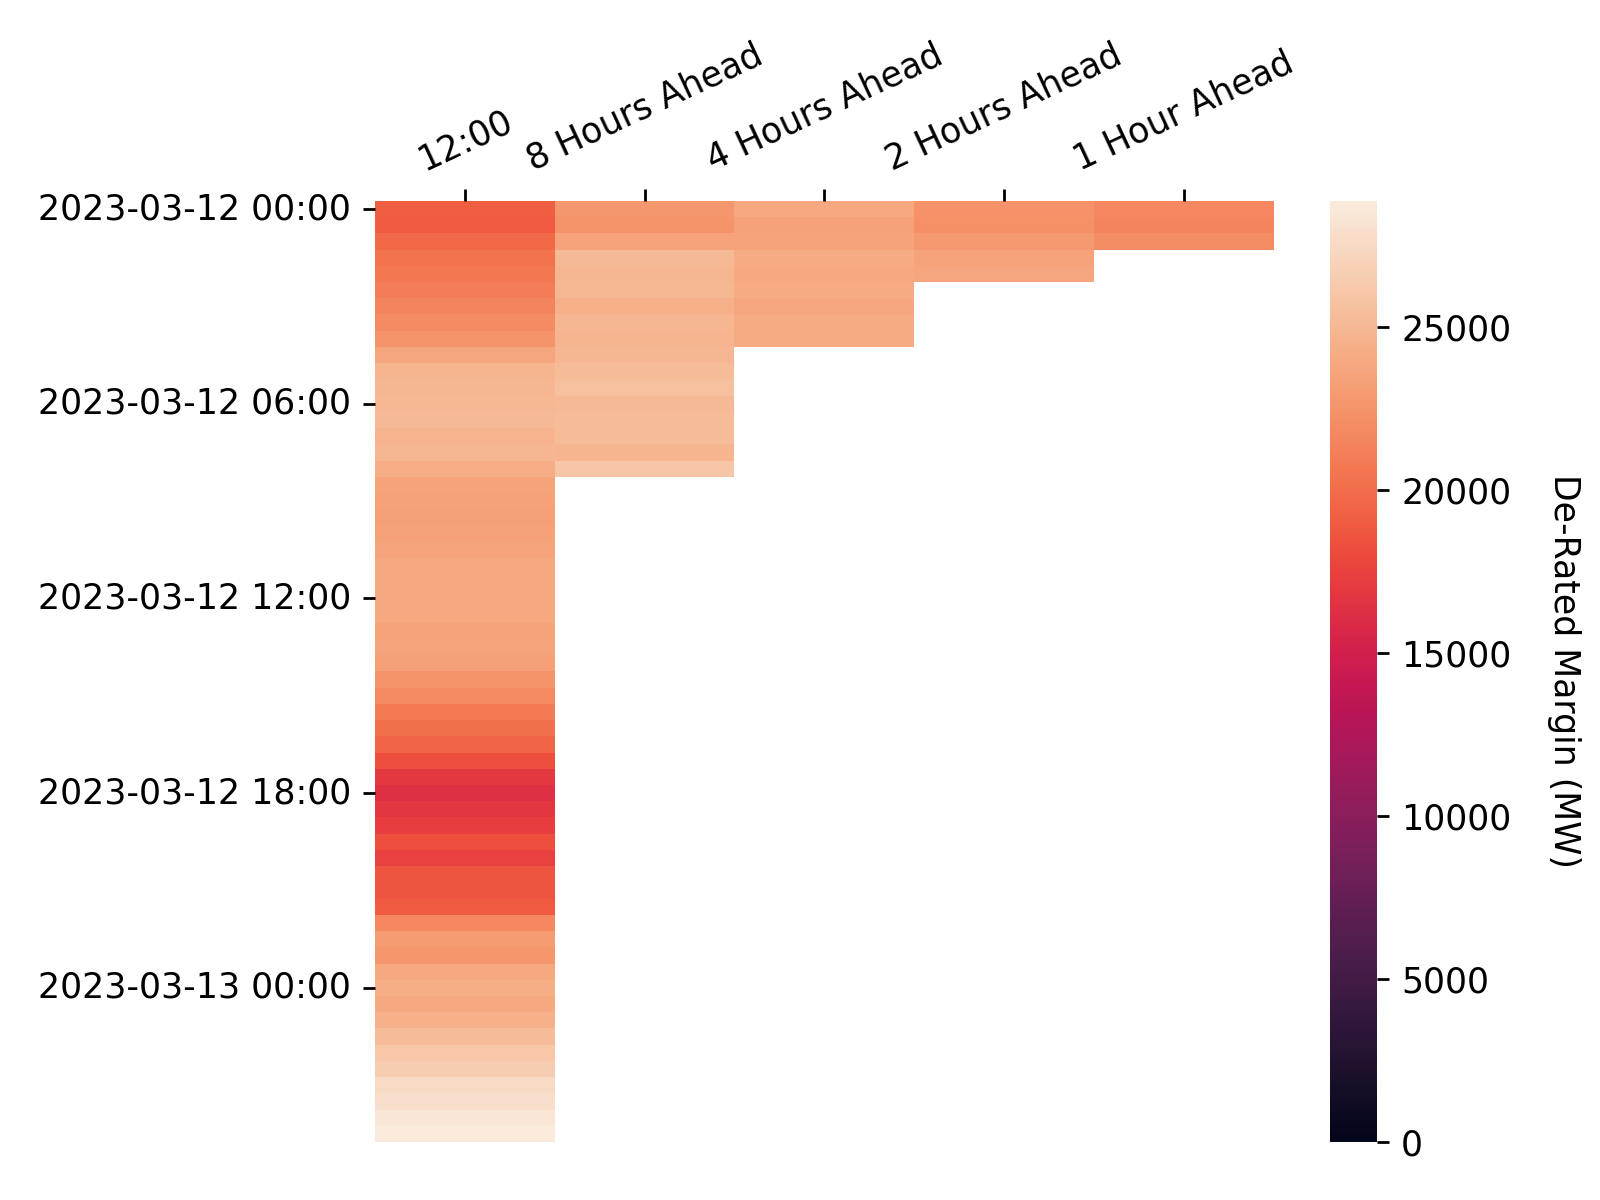 12:00
8 Hours Ahead
4 Hours Ahead
2 Hours Ahead
1 Hour Ahead
2023-03-12 00:00
2023-03-12 06:00
2023-03-12 12:00
2023-03-12 18:00
2023-03-13 00:00
25000
20000
15000
10000
5000
0
De-Rated Margin (MW)